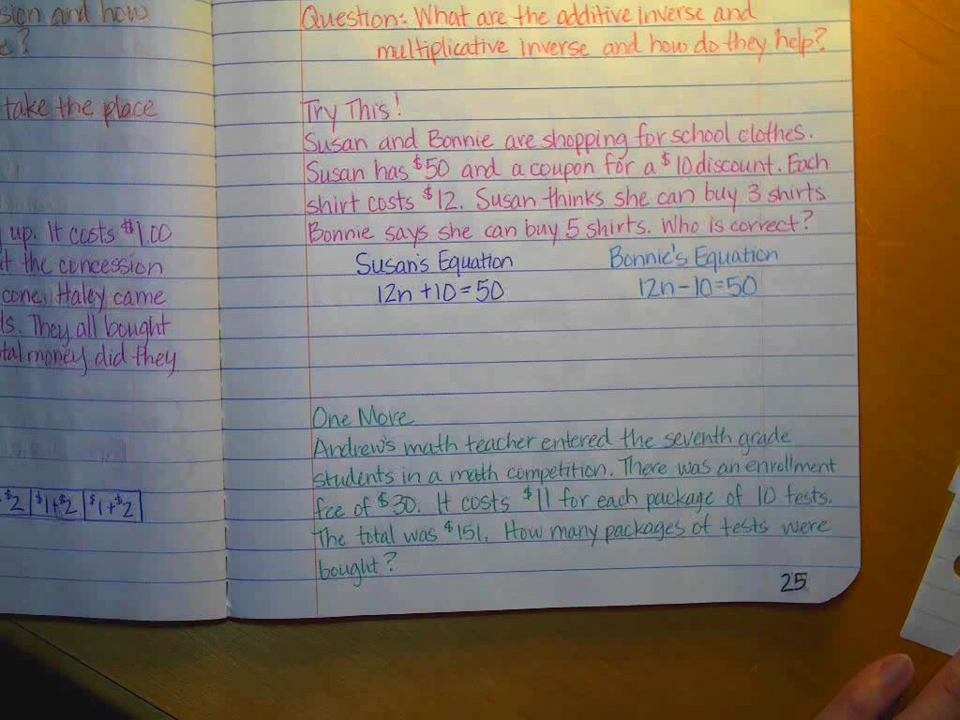 sion and how
e?
take the place
up. It costs $1.00
t the concession
cone. Haley came
ls. They all bought
tal money did they
$2 $1+$2 $1+$2
Question: What are the additive inverse and
multiplicative inverse and how do they help?
Try This!
Susan and Bonnie are shopping for school clothes.
Susan has $50 and a coupon for a $10 discount. Each
shirt costs $12. Susan thinks she can buy 3 shirts
Bonnie says she can buy 5 shirts. Who is correct?
Susan's Equation Bonnie's Equation
12n+10=50 12n-10=50
One More
Andrew's math teacher entered the seventh grade
students in a math competition. There was an enrollment
fee of $30. It costs $11 for each package of 10 tests.
The total was $151. How many packages of tests were
bought?
25